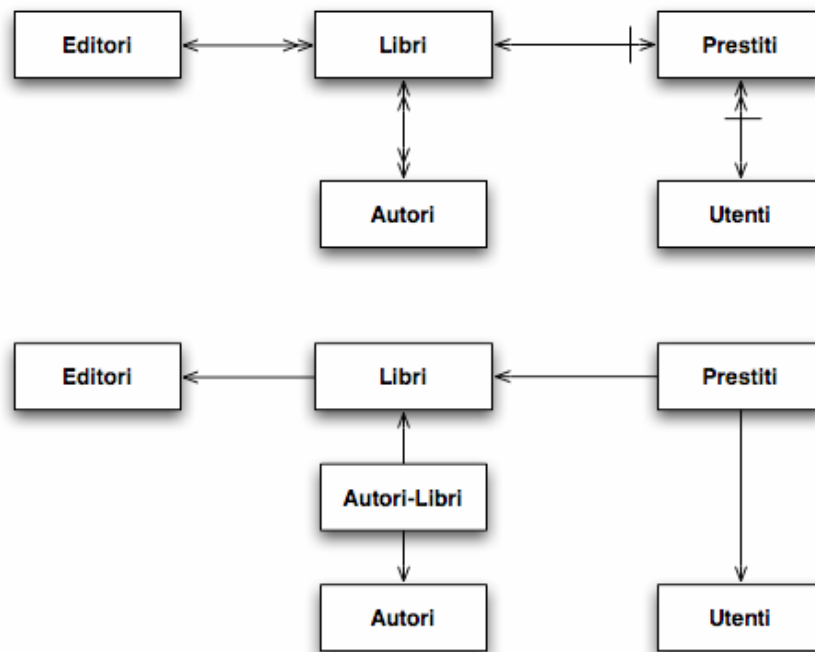 Editori
Libri
Prestiti
Autori
Utenti
Editori
Libri
Prestiti
Autori-Libri
Autori
Utenti